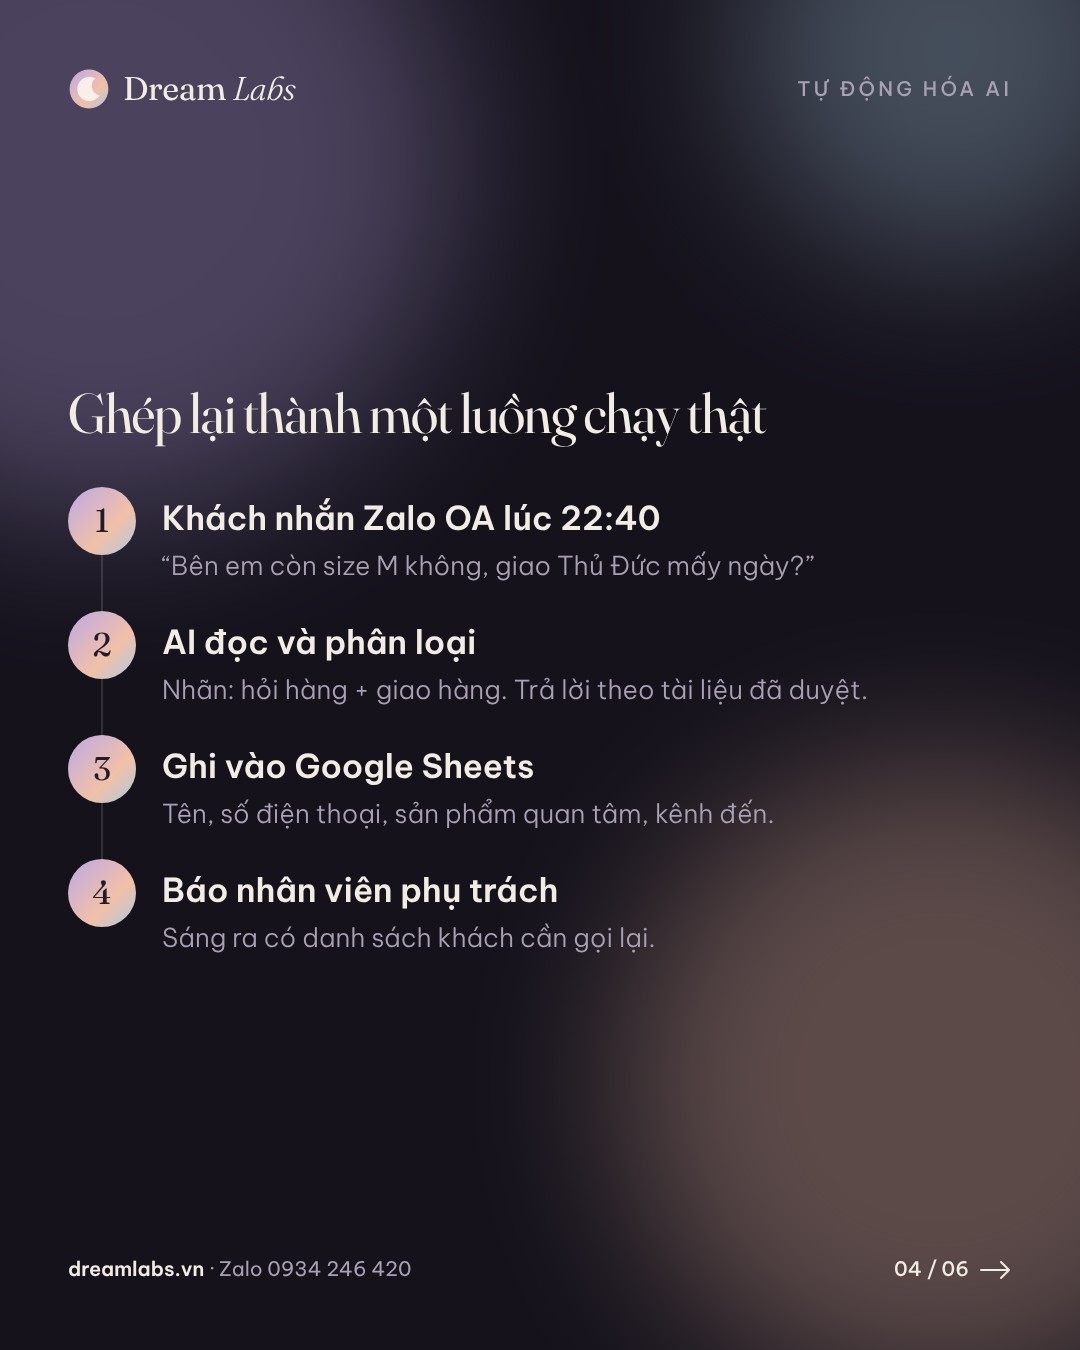 Dream Labs
TỰ ĐỘNG HÓA AI
Ghép lại thành một luồng chạy thật
1
Khách nhắn Zalo OA lúc 22:40
“Bên em còn size M không, giao Thủ Đức mấy ngày?”
2
AI đọc và phân loại
Nhãn: hỏi hàng + giao hàng. Trả lời theo tài liệu đã duyệt.
3
Ghi vào Google Sheets
Tên, số điện thoại, sản phẩm quan tâm, kênh đến.
4
Báo nhân viên phụ trách
Sáng ra có danh sách khách cần gọi lại.
dreamlabs.vn · Zalo 0934 246 420
04 / 06 →